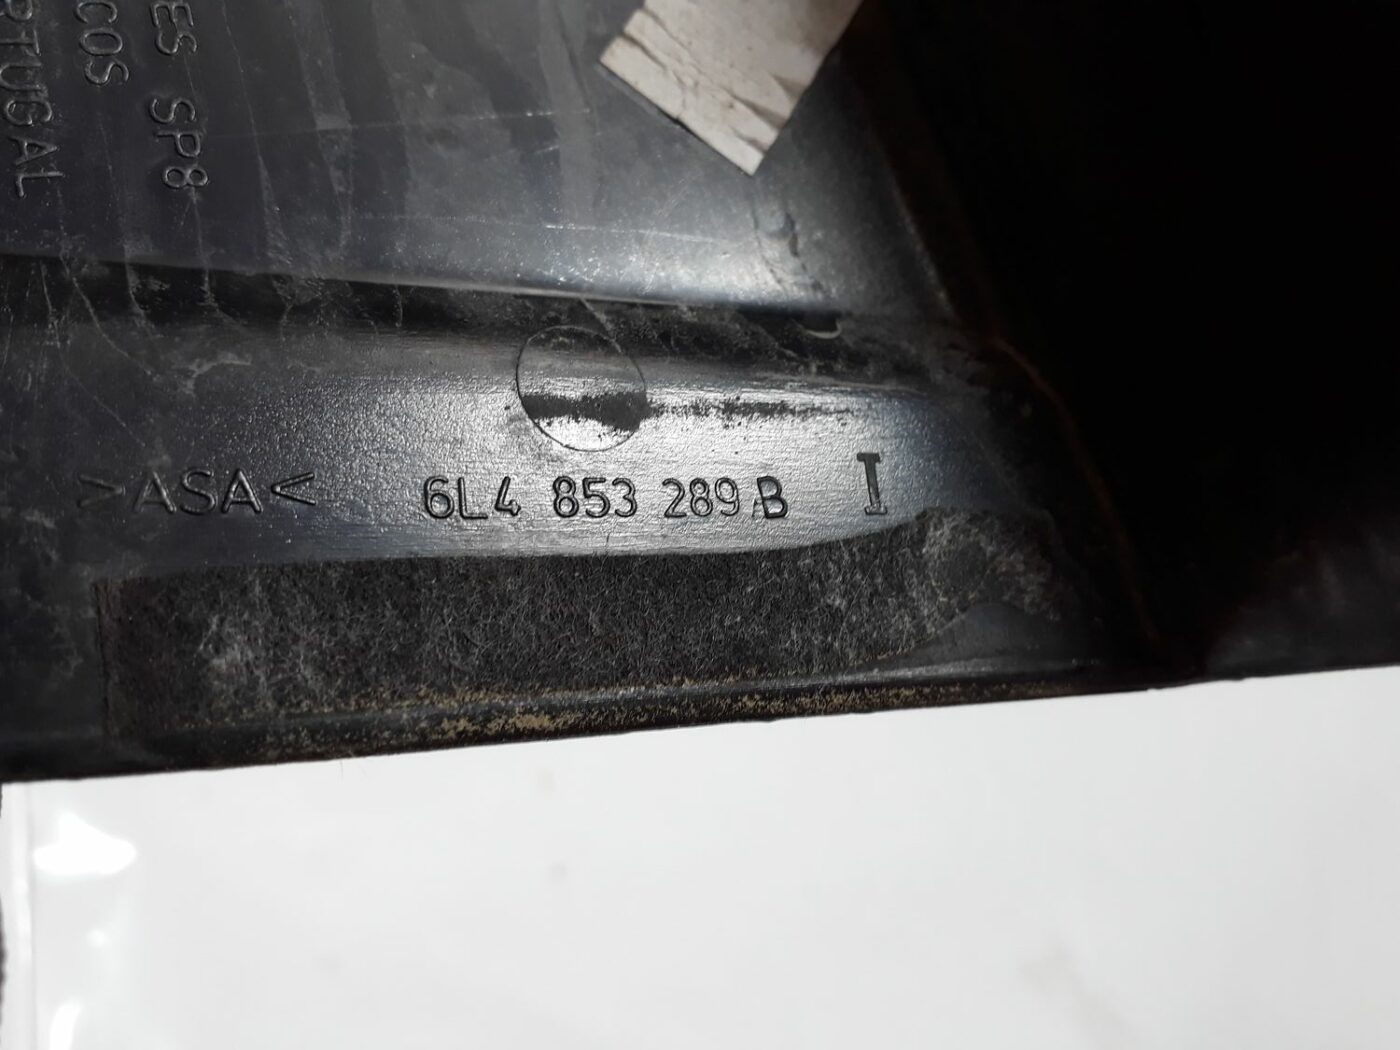 ES SP8
COS
RTUGAL
>ASA< 6L4 853 289 B I